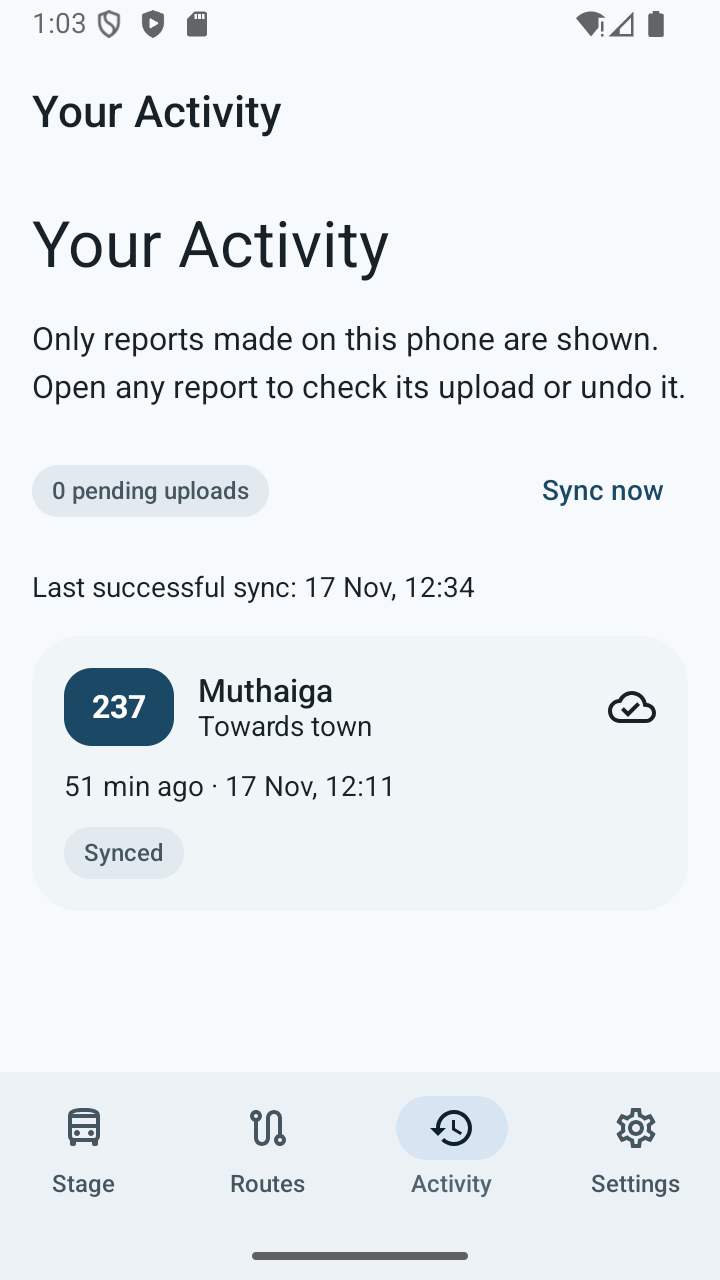 1:03
Your Activity
Your Activity
Only reports made on this phone are shown.
Open any report to check its upload or undo it.
0 pending uploads
Sync now
Last successful sync: 17 Nov, 12:34
237
Muthaiga
Towards town
51 min ago · 17 Nov, 12:11
Synced
Stage
Routes
Activity
Settings